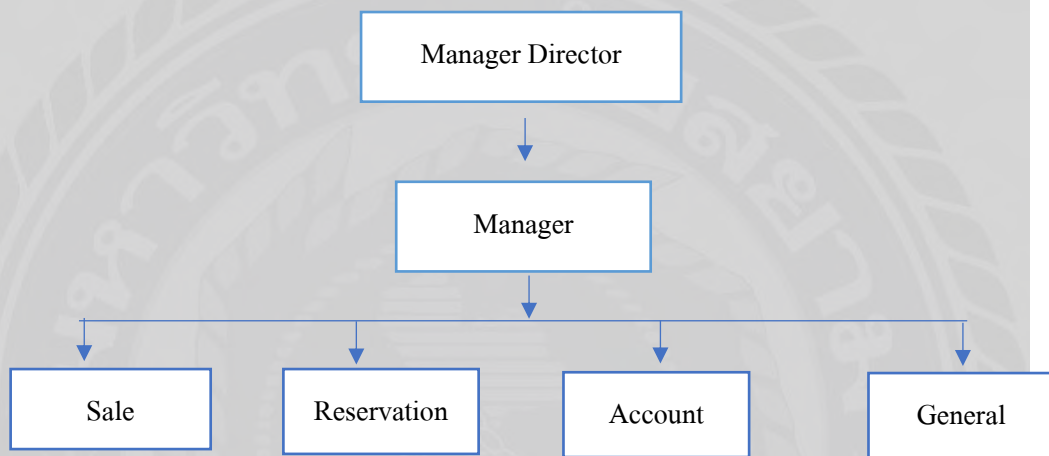 Manager Director
Manager
Sale
Reservation
Account
General